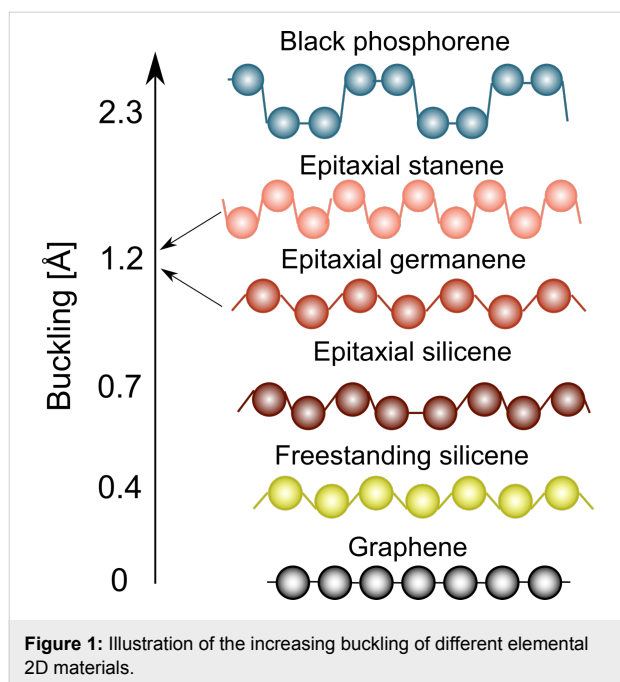 Black phosphorene
2.3
Epitaxial stanene
1.2
Epitaxial germanene
Buckling [Å]
Epitaxial silicene
0.7
Freestanding silicene
0.4
Graphene
0
Figure 1: Illustration of the increasing buckling of different elemental
2D materials.